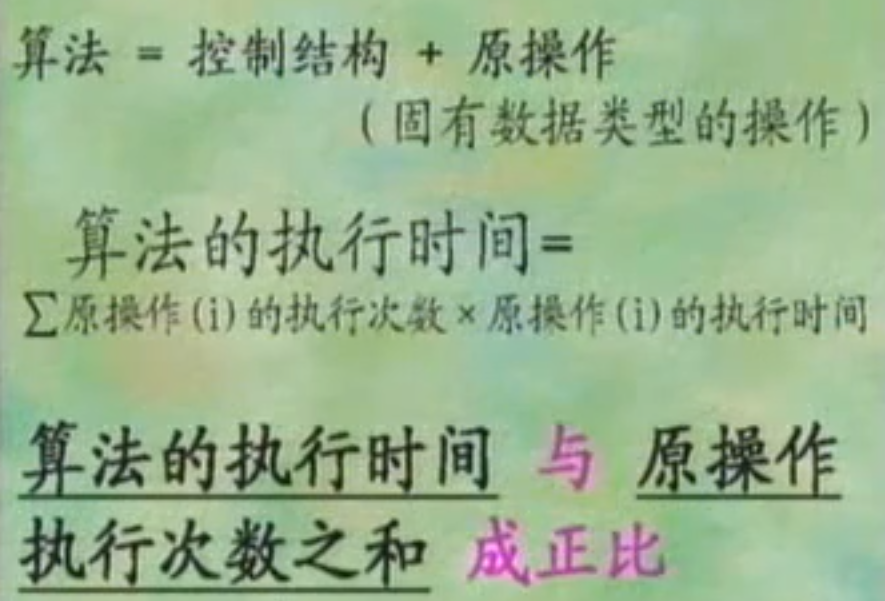 算法 = 控制结构 + 原操作
(固有数据类型的操作)
算法的执行时间=
∑原操作(i)的执行次数×原操作(i)的执行时间
算法的执行时间 与 原操作
执行次数之和 成正比